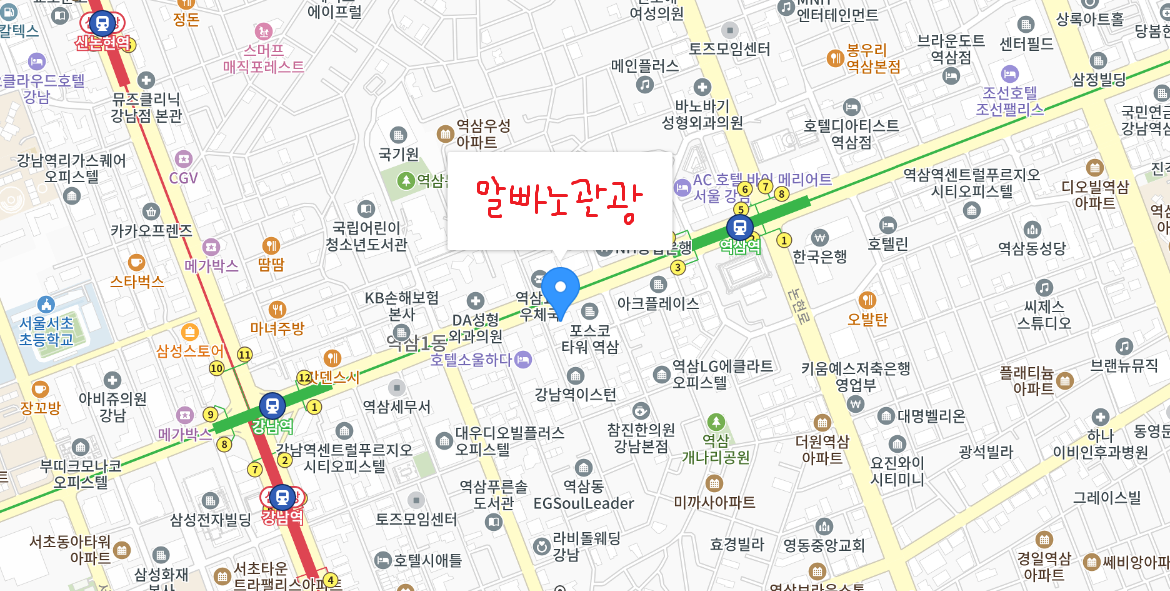 에이프럴
정돈
여성의원
MNH
엔터테인먼트
상록아트홀
칼텍스
신논현역
스머프
매직포레스트
토즈모임센터
봉우리
역삼본점
브라운도트
역삼점
센터필드
당봄한
강남
메인플러스
조선호텔
조선팰리스
삼정빌딩
뮤즈클리닉
강남점 본관
바노바기
성형외과의원
호텔디아티스트
역삼점
국민연금
역삼우성
아파트
국기원
강남역리가스퀘어
오피스텔
CGV
AC 호텔 바이 메리어트
서울 강남
역삼역센트럴푸르지오
시티오피스텔
디오빌역삼
아파트
말빠노관광
국립어린이
청소년도서관
카카오프렌즈
메가박스
땀땀
스타벅스
6
7
8
5
역삼역
1
3
한국은행
호텔린
역삼동성당
KB손해보험
본사
DA성형
외과의원
우체국
아크플레이스
포스코
타워 역삼
논현로
오발탄
씨제스
스튜디오
서울서초
초등학교
마녀주방
삼성스토어
역삼1동
호텔소울하다
역삼LG에클라트
오피스텔
키움예스저축은행
영업부
브랜뉴뮤직
플래티넘
아파트
11
10
12
갓덴스시
장꼬방
아비쥬의원
강남
역삼세무서
강남역이스턴
강남역
1
9
8
메가박스
참진한의원
강남본점
역삼
개나리공원
더원역삼
아파트
대명벨리온
부띠크모나코
오피스텔
강남역센트럴푸르지오
시티오피스텔
대우디오빌플러스
오피스텔
요진와이
시티미니
광석빌라
하나
이비인후과병원
2
7
강남역
삼성전자빌딩
토즈모임센터
역삼푸른솔
도서관
역삼동
EGSoulLeader
미까사아파트
그레이스빌
서초동아타워
아파트
삼성화재
본사
서초타운
트라팰리스아파트
4
호텔시애틀
라비돌웨딩
강남
효경빌라
영동중앙교회
경일역삼
아파트
쎄비앙아파